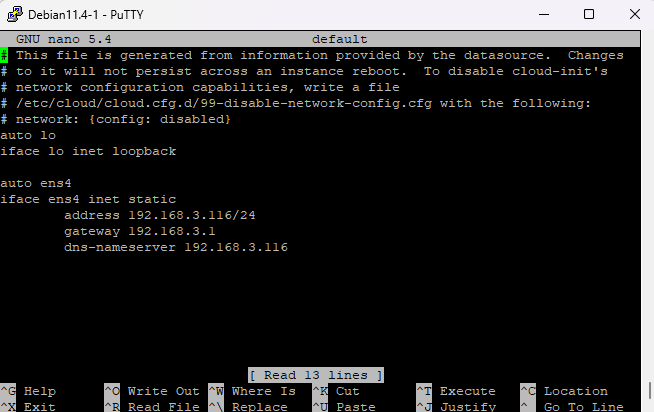 Debian11.4-1 - PuTTY
GNU nano 5.4 default
# This file is generated from information provided by the datasource. Changes
# to it will not persist across an instance reboot. To disable cloud-init's
# network configuration capabilities, write a file
# /etc/cloud/cloud.cfg.d/99-disable-network-config.cfg with the following:
# network: {config: disabled}
auto lo
iface lo inet loopback
auto ens4
iface ens4 inet static
address 192.168.3.116/24
gateway 192.168.3.1
dns-nameserver 192.168.3.116
[ Read 13 lines ]
^G Help ^O Write Out ^W Where Is ^K Cut ^T Execute ^C Location
^X Exit ^R Read File ^\ Replace ^U Paste ^J Justify ^_ Go To Line